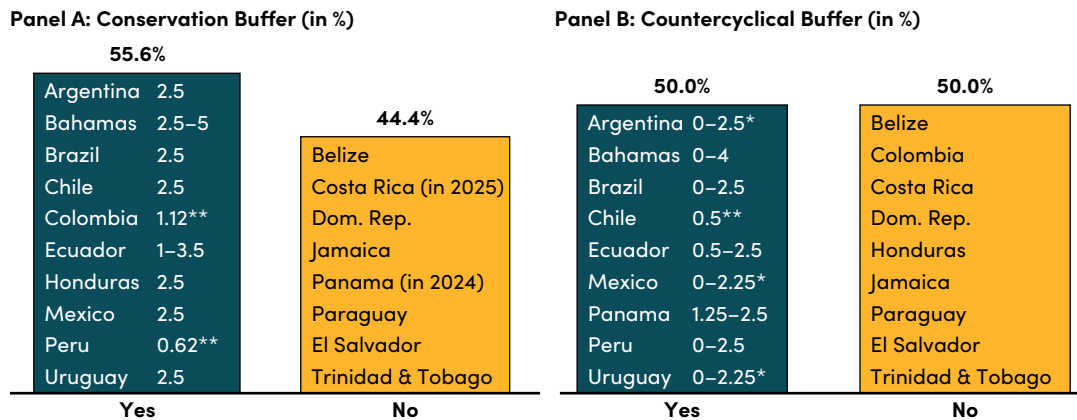 Panel A: Conservation Buffer (in %)
55.6%
Argentina 2.5
Bahamas 2.5–5
Brazil 2.5
Chile 2.5
Colombia 1.12**
Ecuador 1–3.5
Honduras 2.5
Mexico 2.5
Peru 0.62**
Uruguay 2.5
Yes
44.4%
Belize
Costa Rica (in 2025)
Dom. Rep.
Jamaica
Panama (in 2024)
Paraguay
El Salvador
Trinidad & Tobago
No
Panel B: Countercyclical Buffer (in %)
50.0%
Argentina 0–2.5*
Bahamas 0–4
Brazil 0–2.5
Chile 0.5**
Ecuador 0.5–2.5
Mexico 0–2.25*
Panama 1.25–2.5
Peru 0–2.5
Uruguay 0–2.25*
Yes
50.0%
Belize
Colombia
Costa Rica
Dom. Rep.
Honduras
Jamaica
Paraguay
El Salvador
Trinidad & Tobago
No